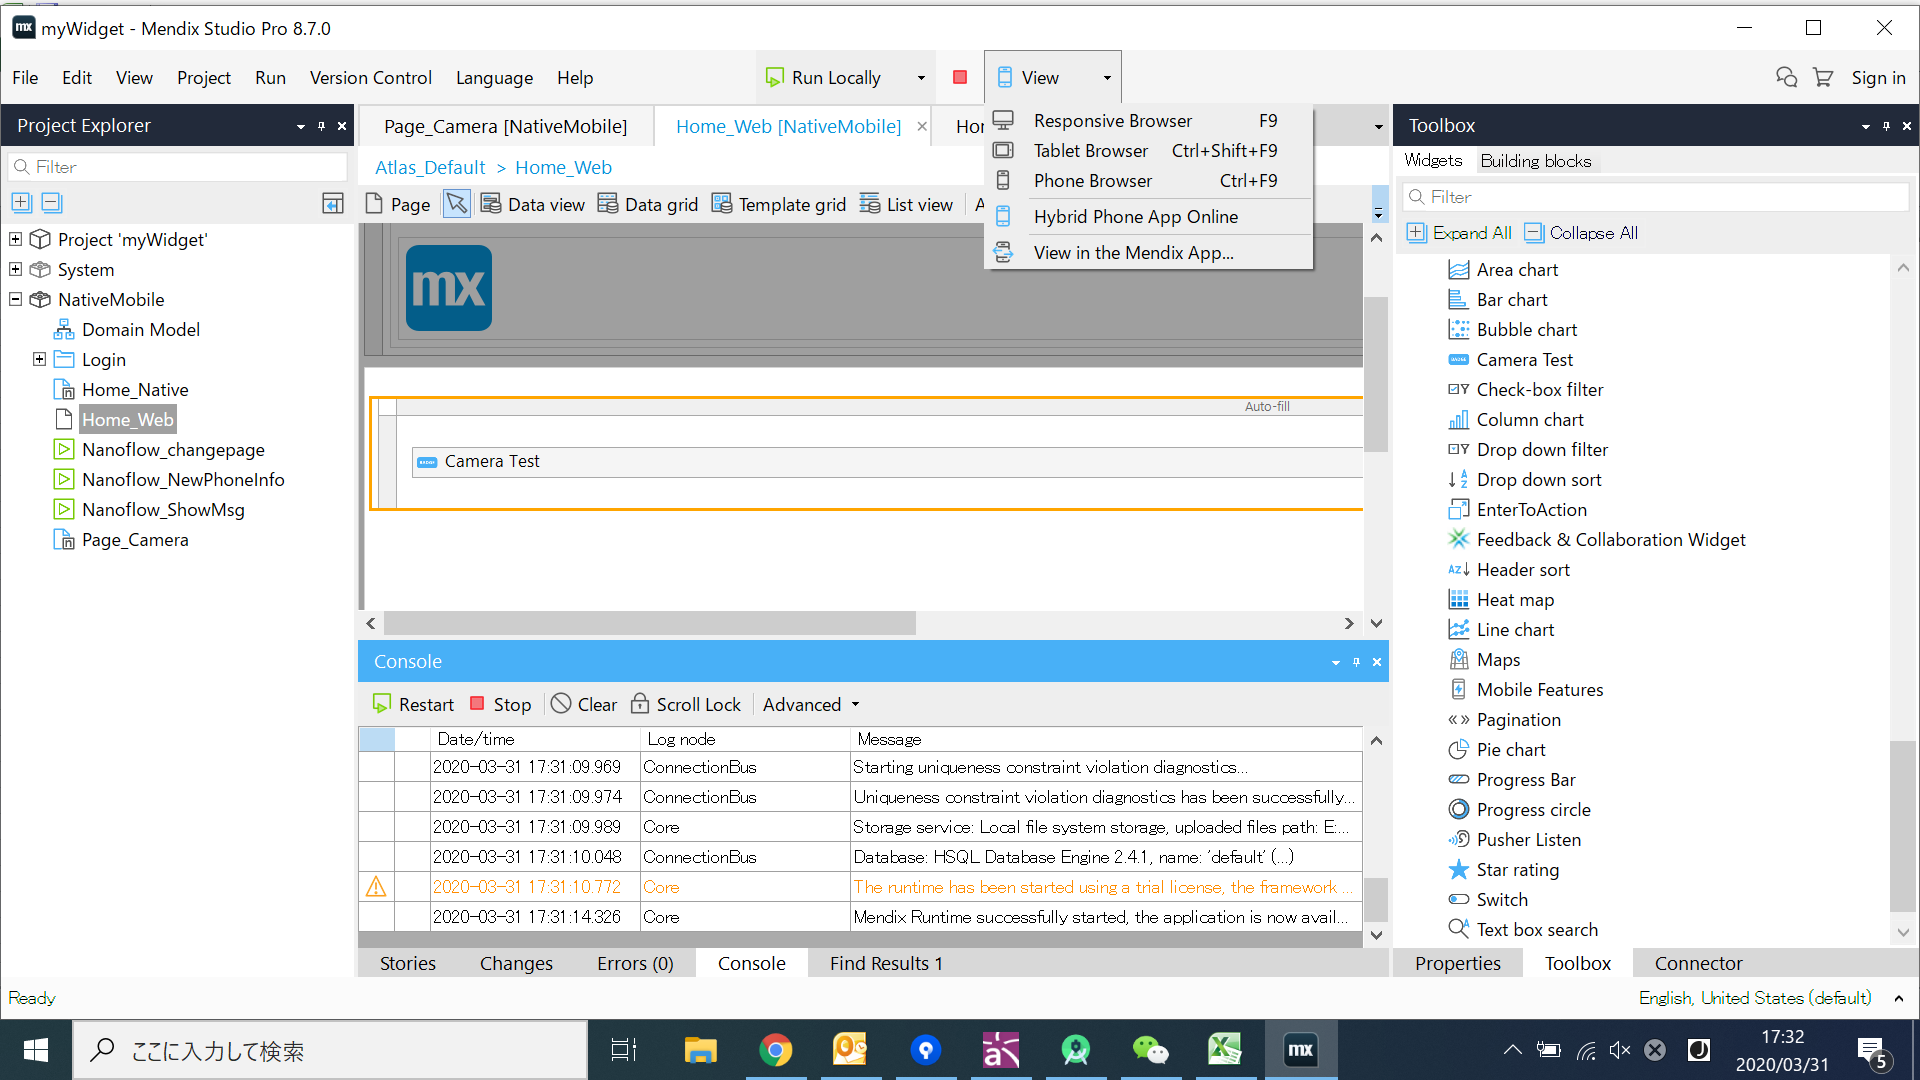 mx myWidget - Mendix Studio Pro 8.7.0
File Edit View Project Run Version Control Language Help
Run Locally
View
Sign in
Responsive Browser F9
Tablet Browser Ctrl+Shift+F9
Phone Browser Ctrl+F9
Hybrid Phone App Online
View in the Mendix App...
Project Explorer
Filter
Project 'myWidget'
System
NativeMobile
Domain Model
Login
Home_Native
Home_Web
Nanoflow_changepage
Nanoflow_NewPhoneInfo
Nanoflow_ShowMsg
Page_Camera
Page_Camera [NativeMobile]
Home_Web [NativeMobile]
Atlas_Default > Home_Web
Page Data view Data grid Template grid List view
mx
Auto-fill
Camera Test
Console
Restart Stop Clear Scroll Lock Advanced
Date/time Log node Message
2020-03-31 17:31:09.969 ConnectionBus Starting uniqueness constraint violation diagnostics...
2020-03-31 17:31:09.974 ConnectionBus Uniqueness constraint violation diagnostics has been successfully...
2020-03-31 17:31:09.989 Core Storage service: Local file system storage, uploaded files path: E:...
2020-03-31 17:31:10.048 ConnectionBus Database: HSQL Database Engine 2.4.1, name: 'default' (...)
2020-03-31 17:31:10.772 Core The runtime has been started using a trial license, the framework ...
2020-03-31 17:31:14.326 Core Mendix Runtime successfully started, the application is now avail...
Stories Changes Errors (0) Console Find Results 1
Toolbox
Widgets Building blocks
Filter
Expand All Collapse All
Area chart
Bar chart
Bubble chart
Camera Test
Check-box filter
Column chart
Drop down filter
Drop down sort
EnterToAction
Feedback & Collaboration Widget
Header sort
Heat map
Line chart
Maps
Mobile Features
Pagination
Pie chart
Progress Bar
Progress circle
Pusher Listen
Star rating
Switch
Text box search
Properties Toolbox Connector
Ready
English, United States (default)
ここに入力して検索
mx
17:32
2020/03/31
5